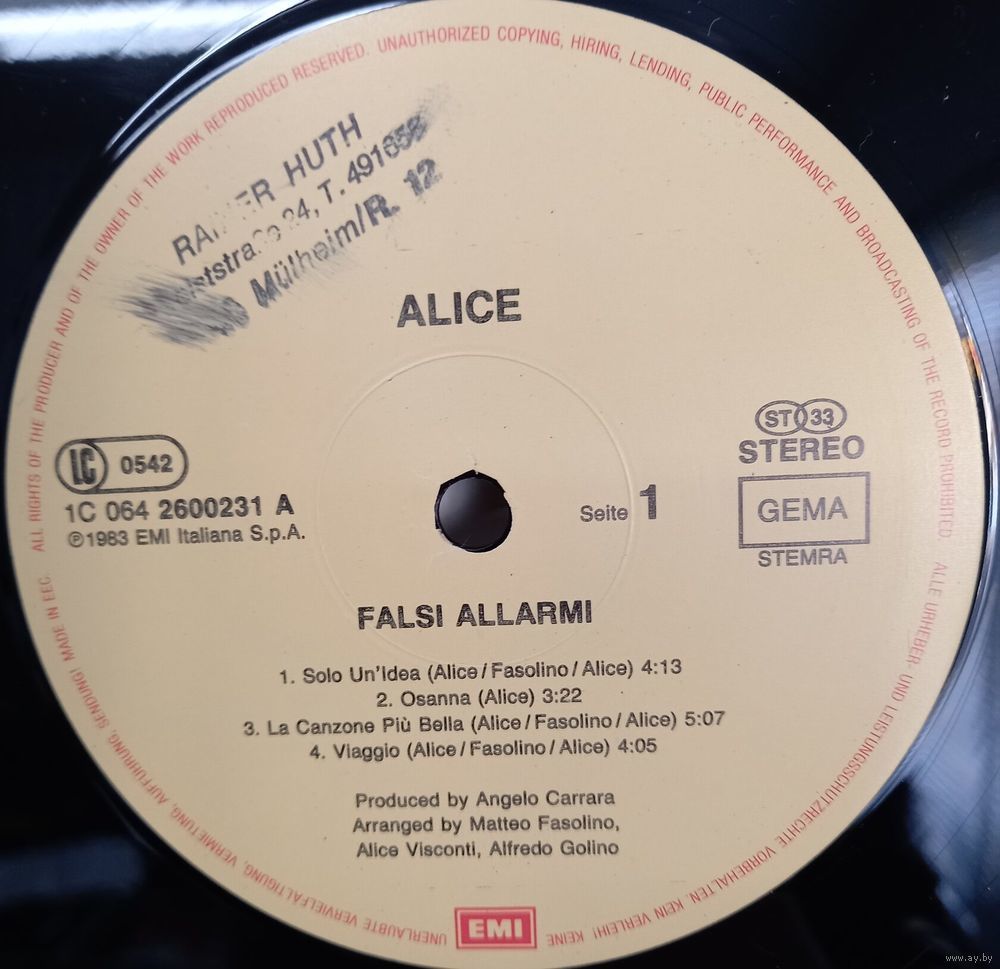 ALL RIGHTS OF THE PRODUCER AND OF THE OWNER OF THE WORK REPRODUCED RESERVED. UNAUTHORIZED COPYING, HIRING, LENDING, PUBLIC PERFORMANCE AND BROADCASTING OF THE RECORD PROHIBITED.
HUTH
24, T. 491658
Mülheim/R. 12
ALICE
ST 33
STEREO
LC 0542
GEMA
1C 064 2600231 A
Seite 1
℗1983 EMI Italiana S.p.A.
STEMRA
FALSI ALLARMI
1. Solo Un'Idea (Alice/Fasolino/Alice) 4:13
2. Osanna (Alice) 3:22
3. La Canzone Più Bella (Alice/Fasolino/Alice) 5:07
4. Viaggio (Alice/Fasolino/Alice) 4:05
Produced by Angelo Carrara
Arranged by Matteo Fasolino,
Alice Visconti, Alfredo Golino
ALLE URHEBER- UND LEISTUNGSSCHUTZRECHTE VORBEHALTEN. KEIN VERLEIH! KEINE UNERLAUBTE VERVIELFÄLTIGUNG, VERMIETUNG, AUFFÜHRUNG, SENDUNG! MADE IN EEC.
EMI
www.ay.by